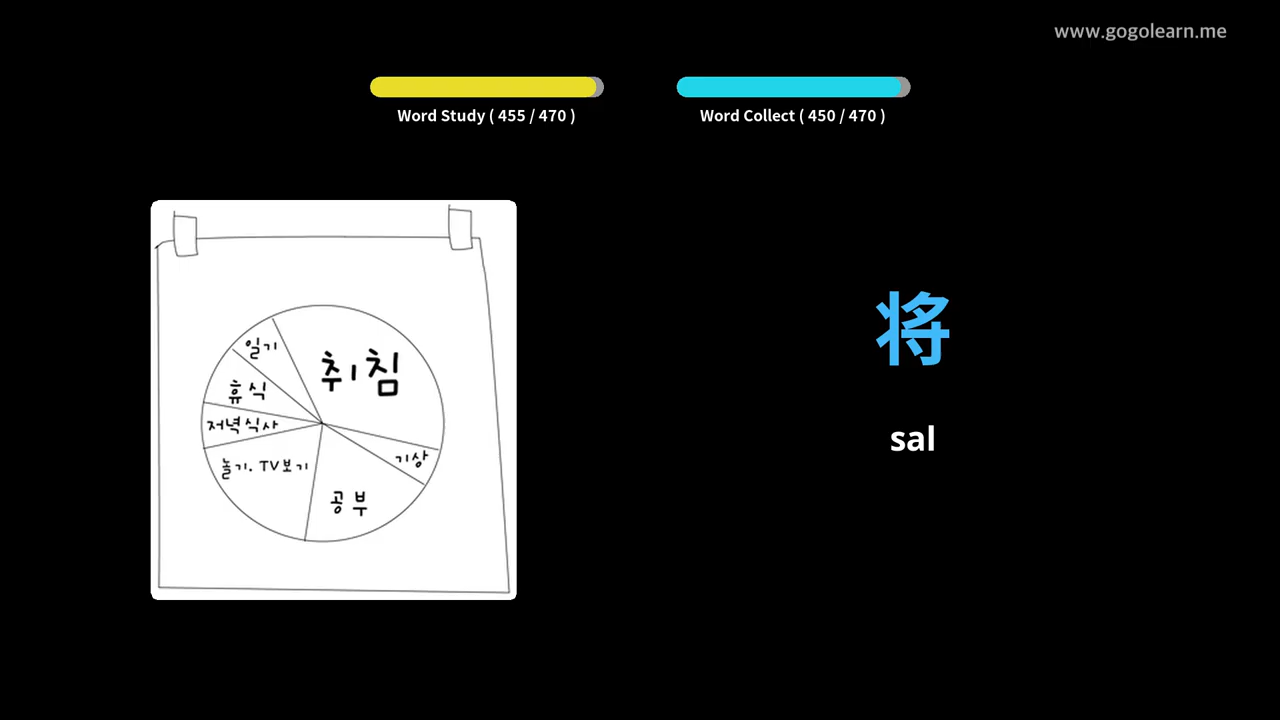 www.gogolearn.me
Word Study ( 455 / 470 )
Word Collect ( 450 / 470 )
일기
취침
휴식
저녁식사
놀기. TV보기
기상
공부
将
sal